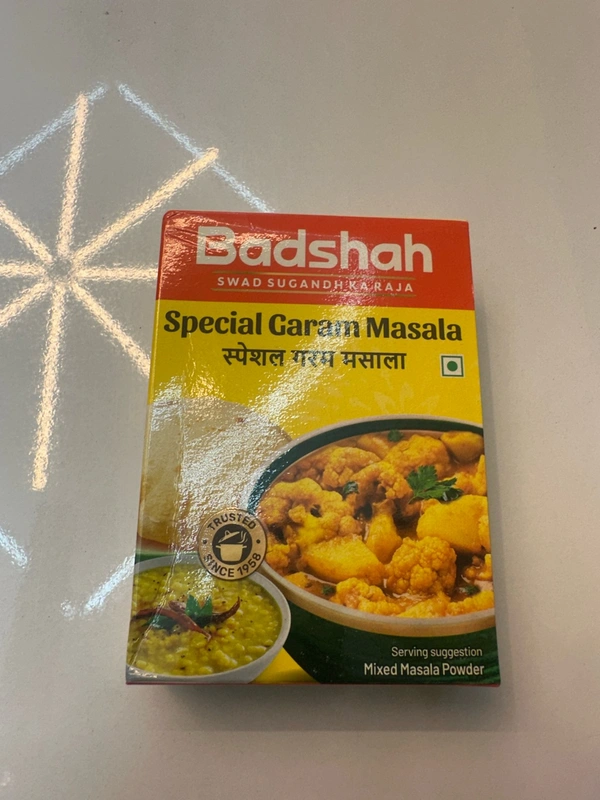 Badshah
SWAD SUGANDH KA RAJA
Special Garam Masala
स्पेशल गरम मसाला
TRUSTED
SINCE 1958
Serving suggestion
Mixed Masala Powder